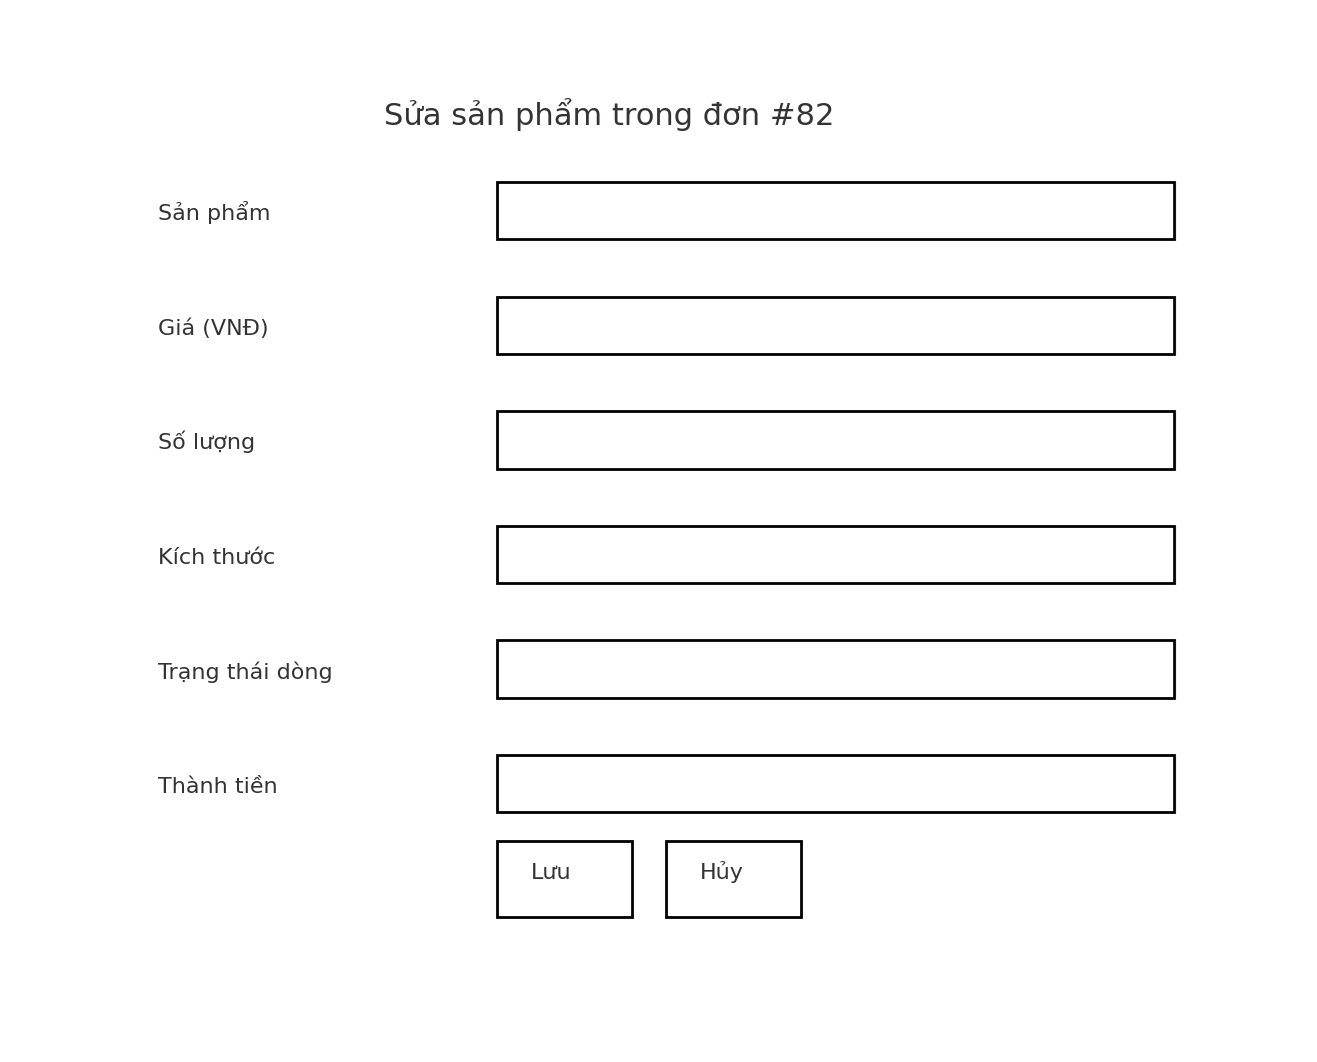 Sửa sản phẩm trong đơn #82
Sản phẩm
Giá (VNĐ)
Số lượng
Kích thước
Trạng thái dòng
Thành tiền
Lưu
Hủy